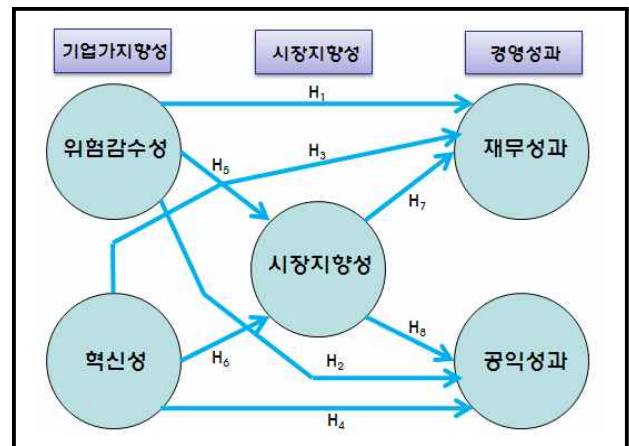 기업가지향성
시장지향성
경영성과
H₁
위험감수성
재무성과
H₅
H₃
H₇
시장지향성
혁신성
H₆
H₂
H₈
공익성과
H₄